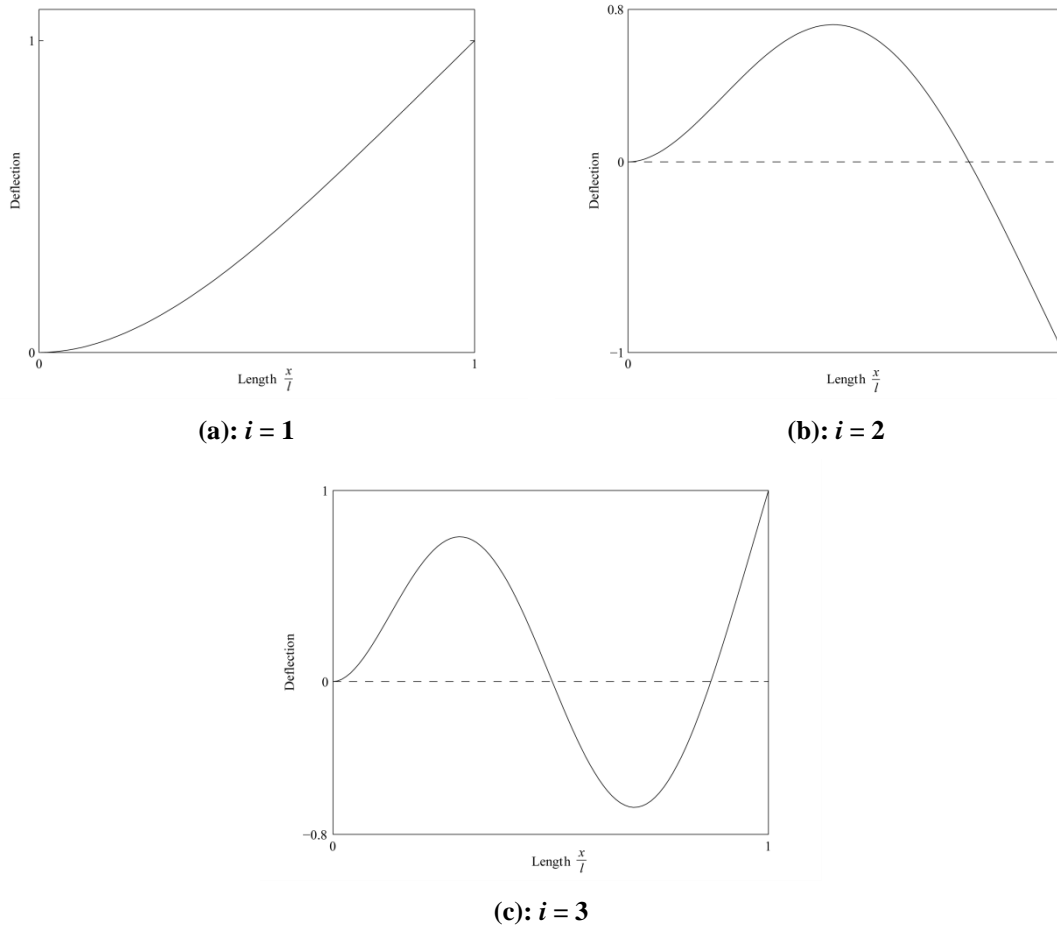 1
Deflection
0
0
Length x/l
1
(a): i = 1
0.8
0
Deflection
−1
0
Length x/l
(b): i = 2
1
Deflection
0
−0.8
0
Length x/l
1
(c): i = 3